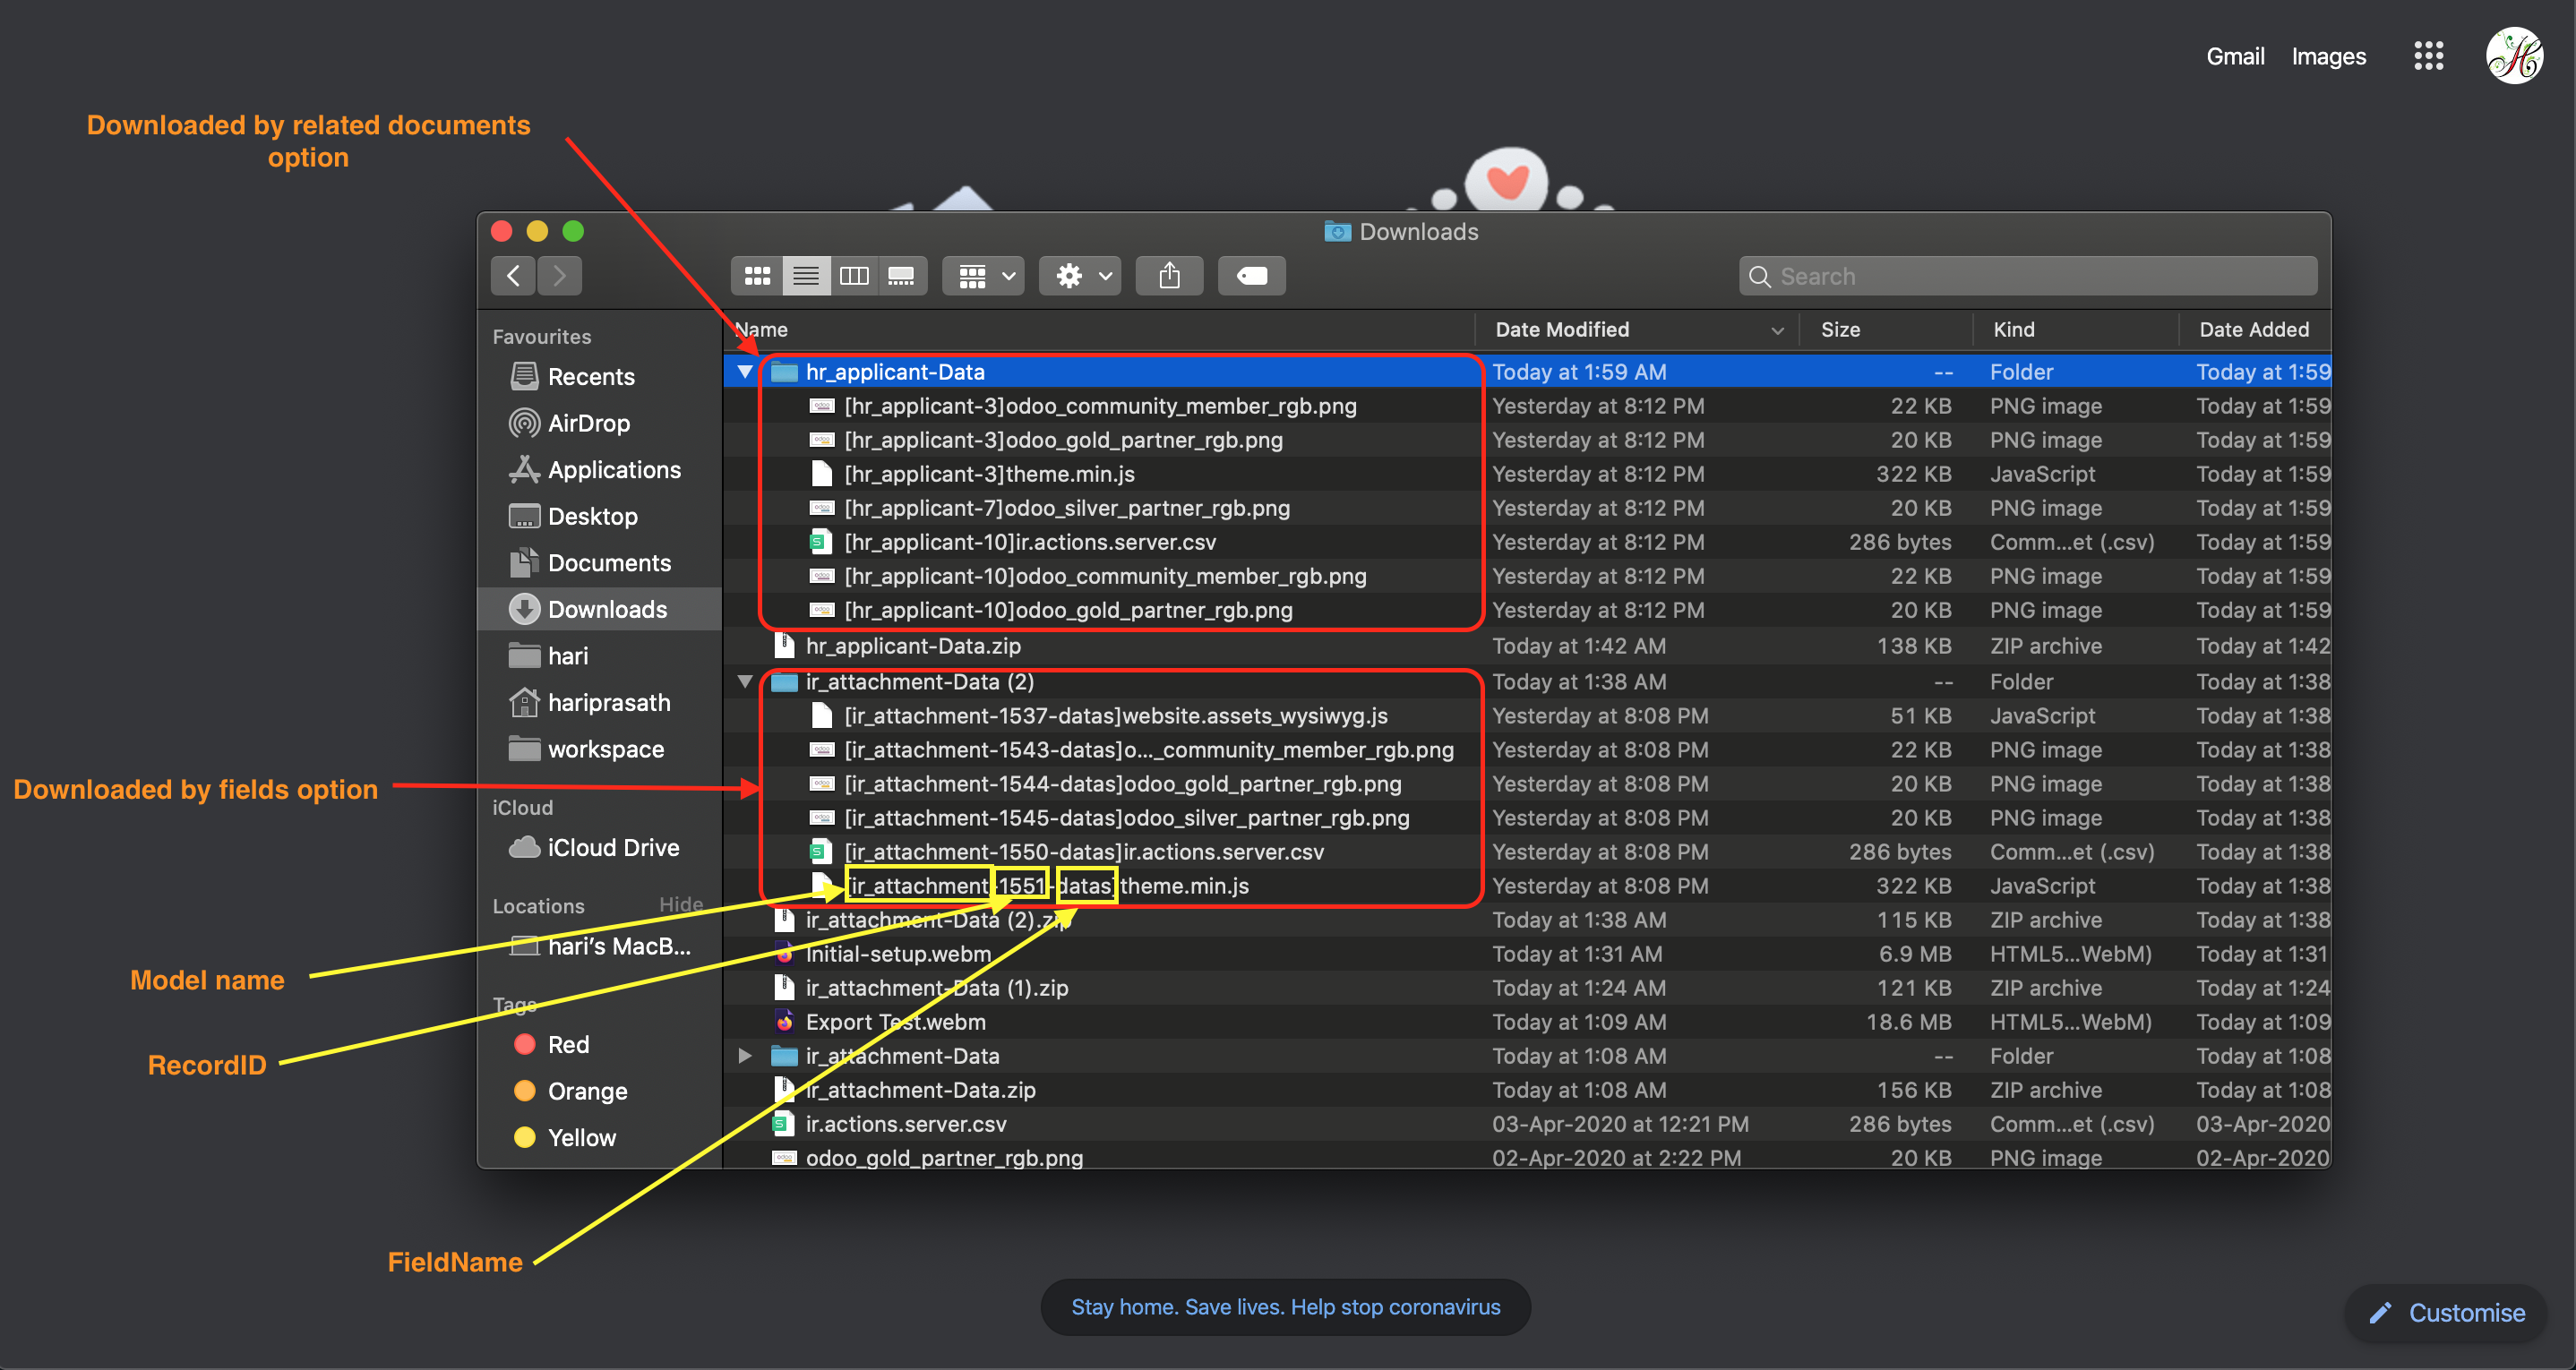 Gmail Images
Downloaded by related documents
option
Downloads
Search
Name Date Modified Size Kind Date Added
Favourites
Recents
AirDrop
Applications
Desktop
Documents
Downloads
hari
hariprasath
workspace
iCloud
iCloud Drive
Locations Hide
hari's MacB...
Tags
Red
Orange
Yellow
hr_applicant-Data Today at 1:59 AM -- Folder Today at 1:59
[hr_applicant-3]odoo_community_member_rgb.png Yesterday at 8:12 PM 22 KB PNG image Today at 1:59
[hr_applicant-3]odoo_gold_partner_rgb.png Yesterday at 8:12 PM 20 KB PNG image Today at 1:59
[hr_applicant-3]theme.min.js Yesterday at 8:12 PM 322 KB JavaScript Today at 1:59
[hr_applicant-7]odoo_silver_partner_rgb.png Yesterday at 8:12 PM 20 KB PNG image Today at 1:59
[hr_applicant-10]ir.actions.server.csv Yesterday at 8:12 PM 286 bytes Comm...et (.csv) Today at 1:59
[hr_applicant-10]odoo_community_member_rgb.png Yesterday at 8:12 PM 22 KB PNG image Today at 1:59
[hr_applicant-10]odoo_gold_partner_rgb.png Yesterday at 8:12 PM 20 KB PNG image Today at 1:59
hr_applicant-Data.zip Today at 1:42 AM 138 KB ZIP archive Today at 1:42
ir_attachment-Data (2) Today at 1:38 AM -- Folder Today at 1:38
[ir_attachment-1537-datas]website.assets_wysiwyg.js Yesterday at 8:08 PM 51 KB JavaScript Today at 1:38
[ir_attachment-1543-datas]o..._community_member_rgb.png Yesterday at 8:08 PM 22 KB PNG image Today at 1:38
[ir_attachment-1544-datas]odoo_gold_partner_rgb.png Yesterday at 8:08 PM 20 KB PNG image Today at 1:38
[ir_attachment-1545-datas]odoo_silver_partner_rgb.png Yesterday at 8:08 PM 20 KB PNG image Today at 1:38
[ir_attachment-1550-datas]ir.actions.server.csv Yesterday at 8:08 PM 286 bytes Comm...et (.csv) Today at 1:38
[ir_attachment-1551-datas]theme.min.js Yesterday at 8:08 PM 322 KB JavaScript Today at 1:38
ir_attachment-Data (2).zip Today at 1:38 AM 115 KB ZIP archive Today at 1:38
Initial-setup.webm Today at 1:31 AM 6.9 MB HTML5...WebM) Today at 1:31
ir_attachment-Data (1).zip Today at 1:24 AM 121 KB ZIP archive Today at 1:24
Export Test.webm Today at 1:09 AM 18.6 MB HTML5...WebM) Today at 1:09
ir_attachment-Data Today at 1:08 AM -- Folder Today at 1:08
ir_attachment-Data.zip Today at 1:08 AM 156 KB ZIP archive Today at 1:08
ir.actions.server.csv 03-Apr-2020 at 12:21 PM 286 bytes Comm...et (.csv) 03-Apr-2020
odoo_gold_partner_rgb.png 02-Apr-2020 at 2:22 PM 20 KB PNG image 02-Apr-2020
Downloaded by fields option
Model name
RecordID
FieldName
Stay home. Save lives. Help stop coronavirus
Customise